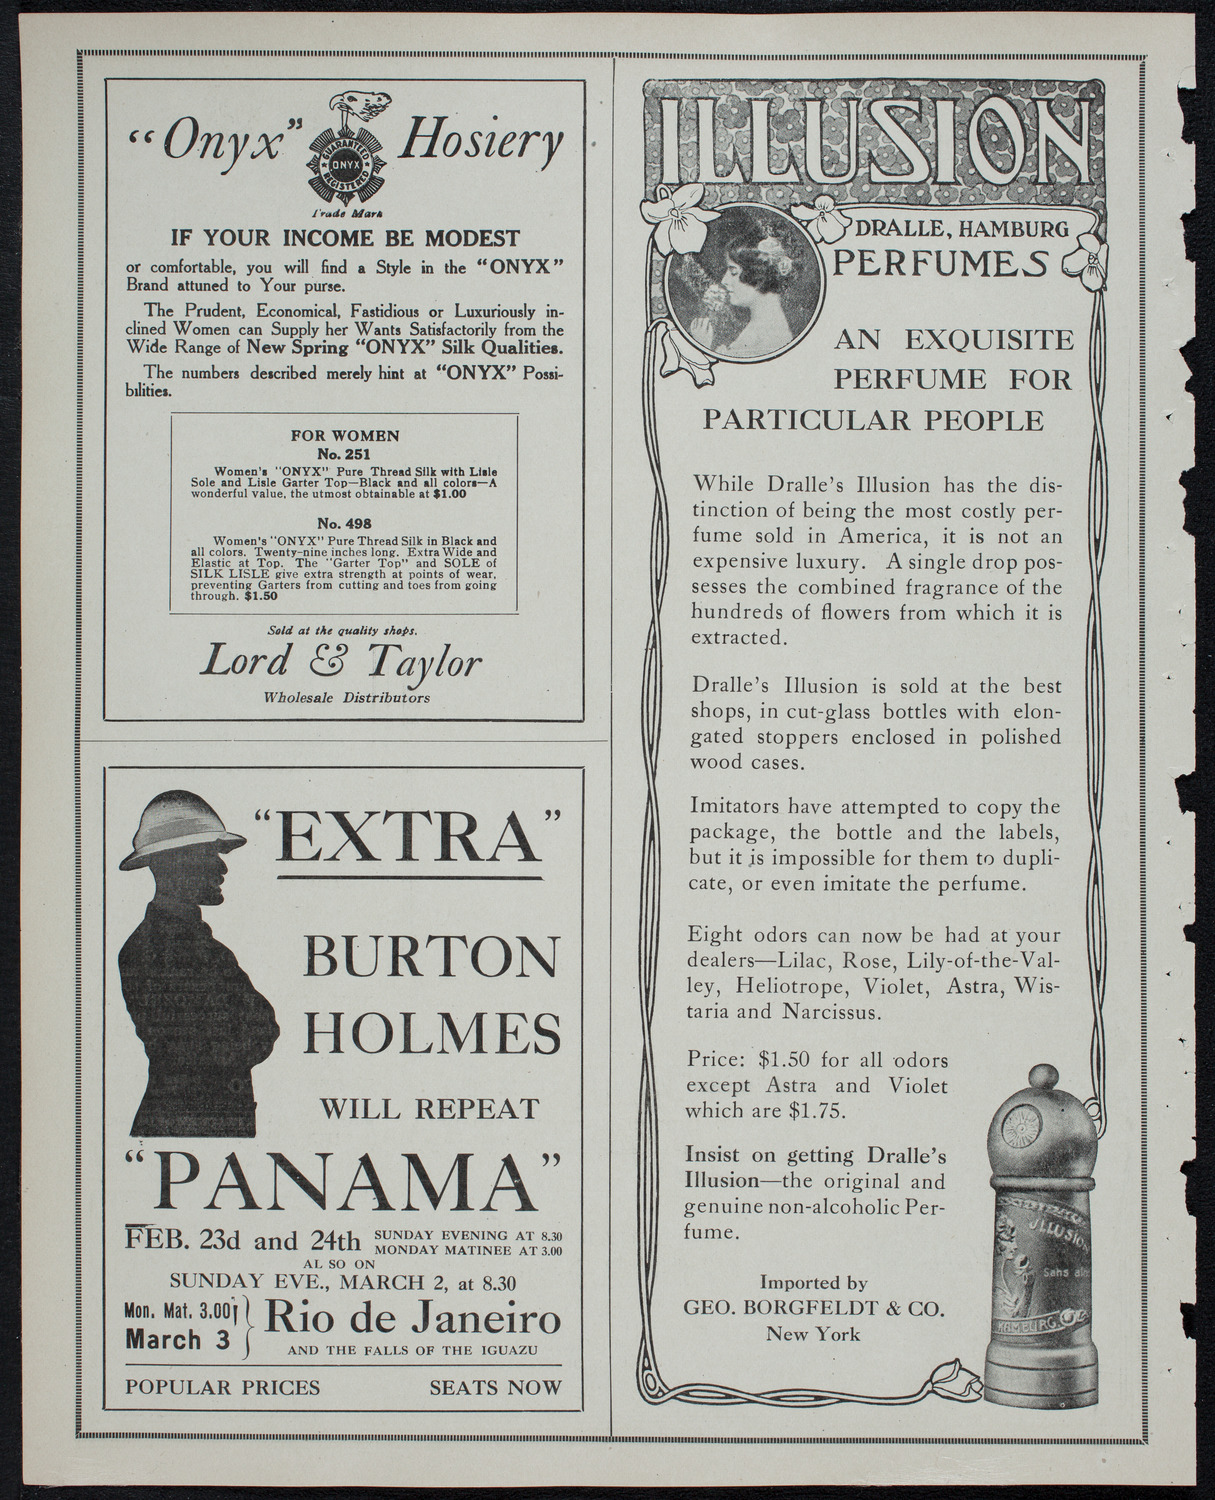 "Onyx" Hosiery
GUARANTEED
ONYX
REGISTERED
Trade Mark
IF YOUR INCOME BE MODEST
or comfortable, you will find a Style in the "ONYX"
Brand attuned to Your purse.
The Prudent, Economical, Fastidious or Luxuriously in-
clined Women can Supply her Wants Satisfactorily from the
Wide Range of New Spring "ONYX" Silk Qualities.
The numbers described merely hint at "ONYX" Possi-
bilities.
FOR WOMEN
No. 251
Women's "ONYX" Pure Thread Silk with Lisle
Sole and Lisle Garter Top—Black and all colors—A
wonderful value, the utmost obtainable at $1.00
No. 498
Women's "ONYX" Pure Thread Silk in Black and
all colors. Twenty-nine inches long. Extra Wide and
Elastic at Top. The "Garter Top" and SOLE of
SILK LISLE give extra strength at points of wear,
preventing Garters from cutting and toes from going
through. $1.50
Sold at the quality shops.
Lord & Taylor
Wholesale Distributors
"EXTRA"
BURTON
HOLMES
WILL REPEAT
"PANAMA"
FEB. 23d and 24th SUNDAY EVENING AT 8.30
MONDAY MATINEE AT 3.00
ALSO ON
SUNDAY EVE., MARCH 2, at 8.30
Mon. Mat. 3.00
March 3
Rio de Janeiro
AND THE FALLS OF THE IGUAZU
POPULAR PRICES SEATS NOW
ILLUSION
DRALLE, HAMBURG
PERFUMES
AN EXQUISITE
PERFUME FOR
PARTICULAR PEOPLE
While Dralle's Illusion has the dis-
tinction of being the most costly per-
fume sold in America, it is not an
expensive luxury. A single drop pos-
sesses the combined fragrance of the
hundreds of flowers from which it is
extracted.
Dralle's Illusion is sold at the best
shops, in cut-glass bottles with elon-
gated stoppers enclosed in polished
wood cases.
Imitators have attempted to copy the
package, the bottle and the labels,
but it is impossible for them to dupli-
cate, or even imitate the perfume.
Eight odors can now be had at your
dealers—Lilac, Rose, Lily-of-the-Val-
ley, Heliotrope, Violet, Astra, Wis-
taria and Narcissus.
Price: $1.50 for all odors
except Astra and Violet
which are $1.75.
Insist on getting Dralle's
Illusion—the original and
genuine non-alcoholic Per-
fume.
Imported by
GEO. BORGFELDT & CO.
New York
ILLUSION
Sans
HAMBURG